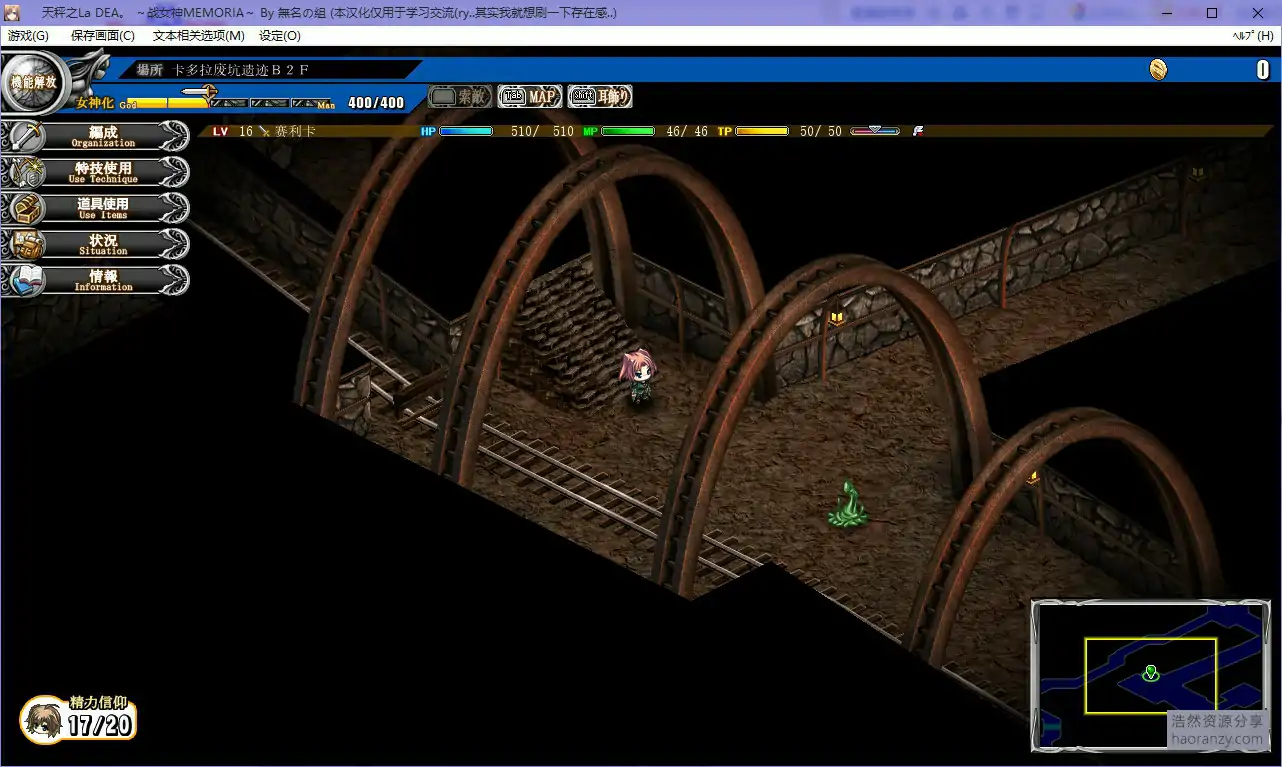 天秤之La DEA。 ～战女神MEMORIA～ By 無名の組 (本汉化仅用于学习交流(ry..其实我就想刷一下存在感..)
游戏(G) 保存画面(C) 文本相关选项(M) 设定(O) ﾍﾙﾌﾟ(H)
機能解放
場所 卡多拉废坑遗迹Ｂ２Ｆ
0
女神化 God Man 400/400
索敵 Tab MAP Shift 耳飾り
LV 16 赛利卡 HP 510/ 510 MP 46/ 46 TP 50/ 50
編成
Organization
特技使用
Use Technique
道具使用
Use Items
状況
Situation
情報
Information
精力信仰
17/20
浩然资源分享
haoranzy.com